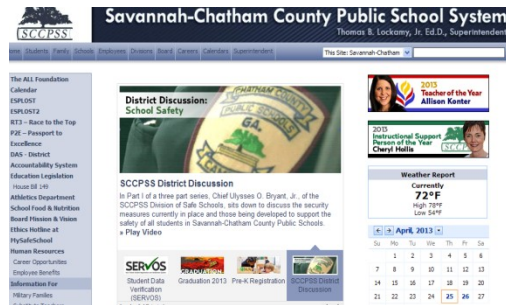 SCCPSS
Savannah-Chatham County Public School System
Thomas B. Lockamy, Jr, Ed.D., Superintendent
Students Family Schools Employees Divisions Board Careers Calendars Superintendent
This Site: Savannah-Chatham
The ALL Foundation
Calendar
ESPLOST
ESPLOST2
RT3 – Race to the Top
P2E – Passport to
Excellence
DAS - District
Accountability System
Education Legislation
House Bill 149
Athletics Department
School Food & Nutrition
Board Mission & Vision
Ethics Hotline at
MySafeSchool
Human Resources
Career Opportunities
Employee Benefits
Information For
Military Families
District Discussion:
School Safety
CHATHAM COUNTY
PUBLIC SCHOOLS
GA.
SCCPSS District Discussion
In Part I of a three part series, Chief Ulysses O. Bryant, Jr., of the
SCCPSS Division of Safe Schools, sits down to discuss the security
measures currently in place and those being developed to support the
safety of all students in Savannah-Chatham County Public Schools.
» Play Video
SERVOS
GRADUATION
Student Data
Verification
(SERVOS)
Graduation 2013
Pre-K Registration
SCCPSS District
Discussion
2013
Teacher of the Year
Allison Konter
2013
Instructional Support
Person of the Year
Cheryl Hollis
Weather Report
Currently
72°F
High 78°F
Low 54°F
April, 2013
Su Mo Tu We Th Fr Sa
1 2 3 4 5 6
7 8 9 10 11 12 13
14 15 16 17 18 19 20
21 22 23 24 25 26 27